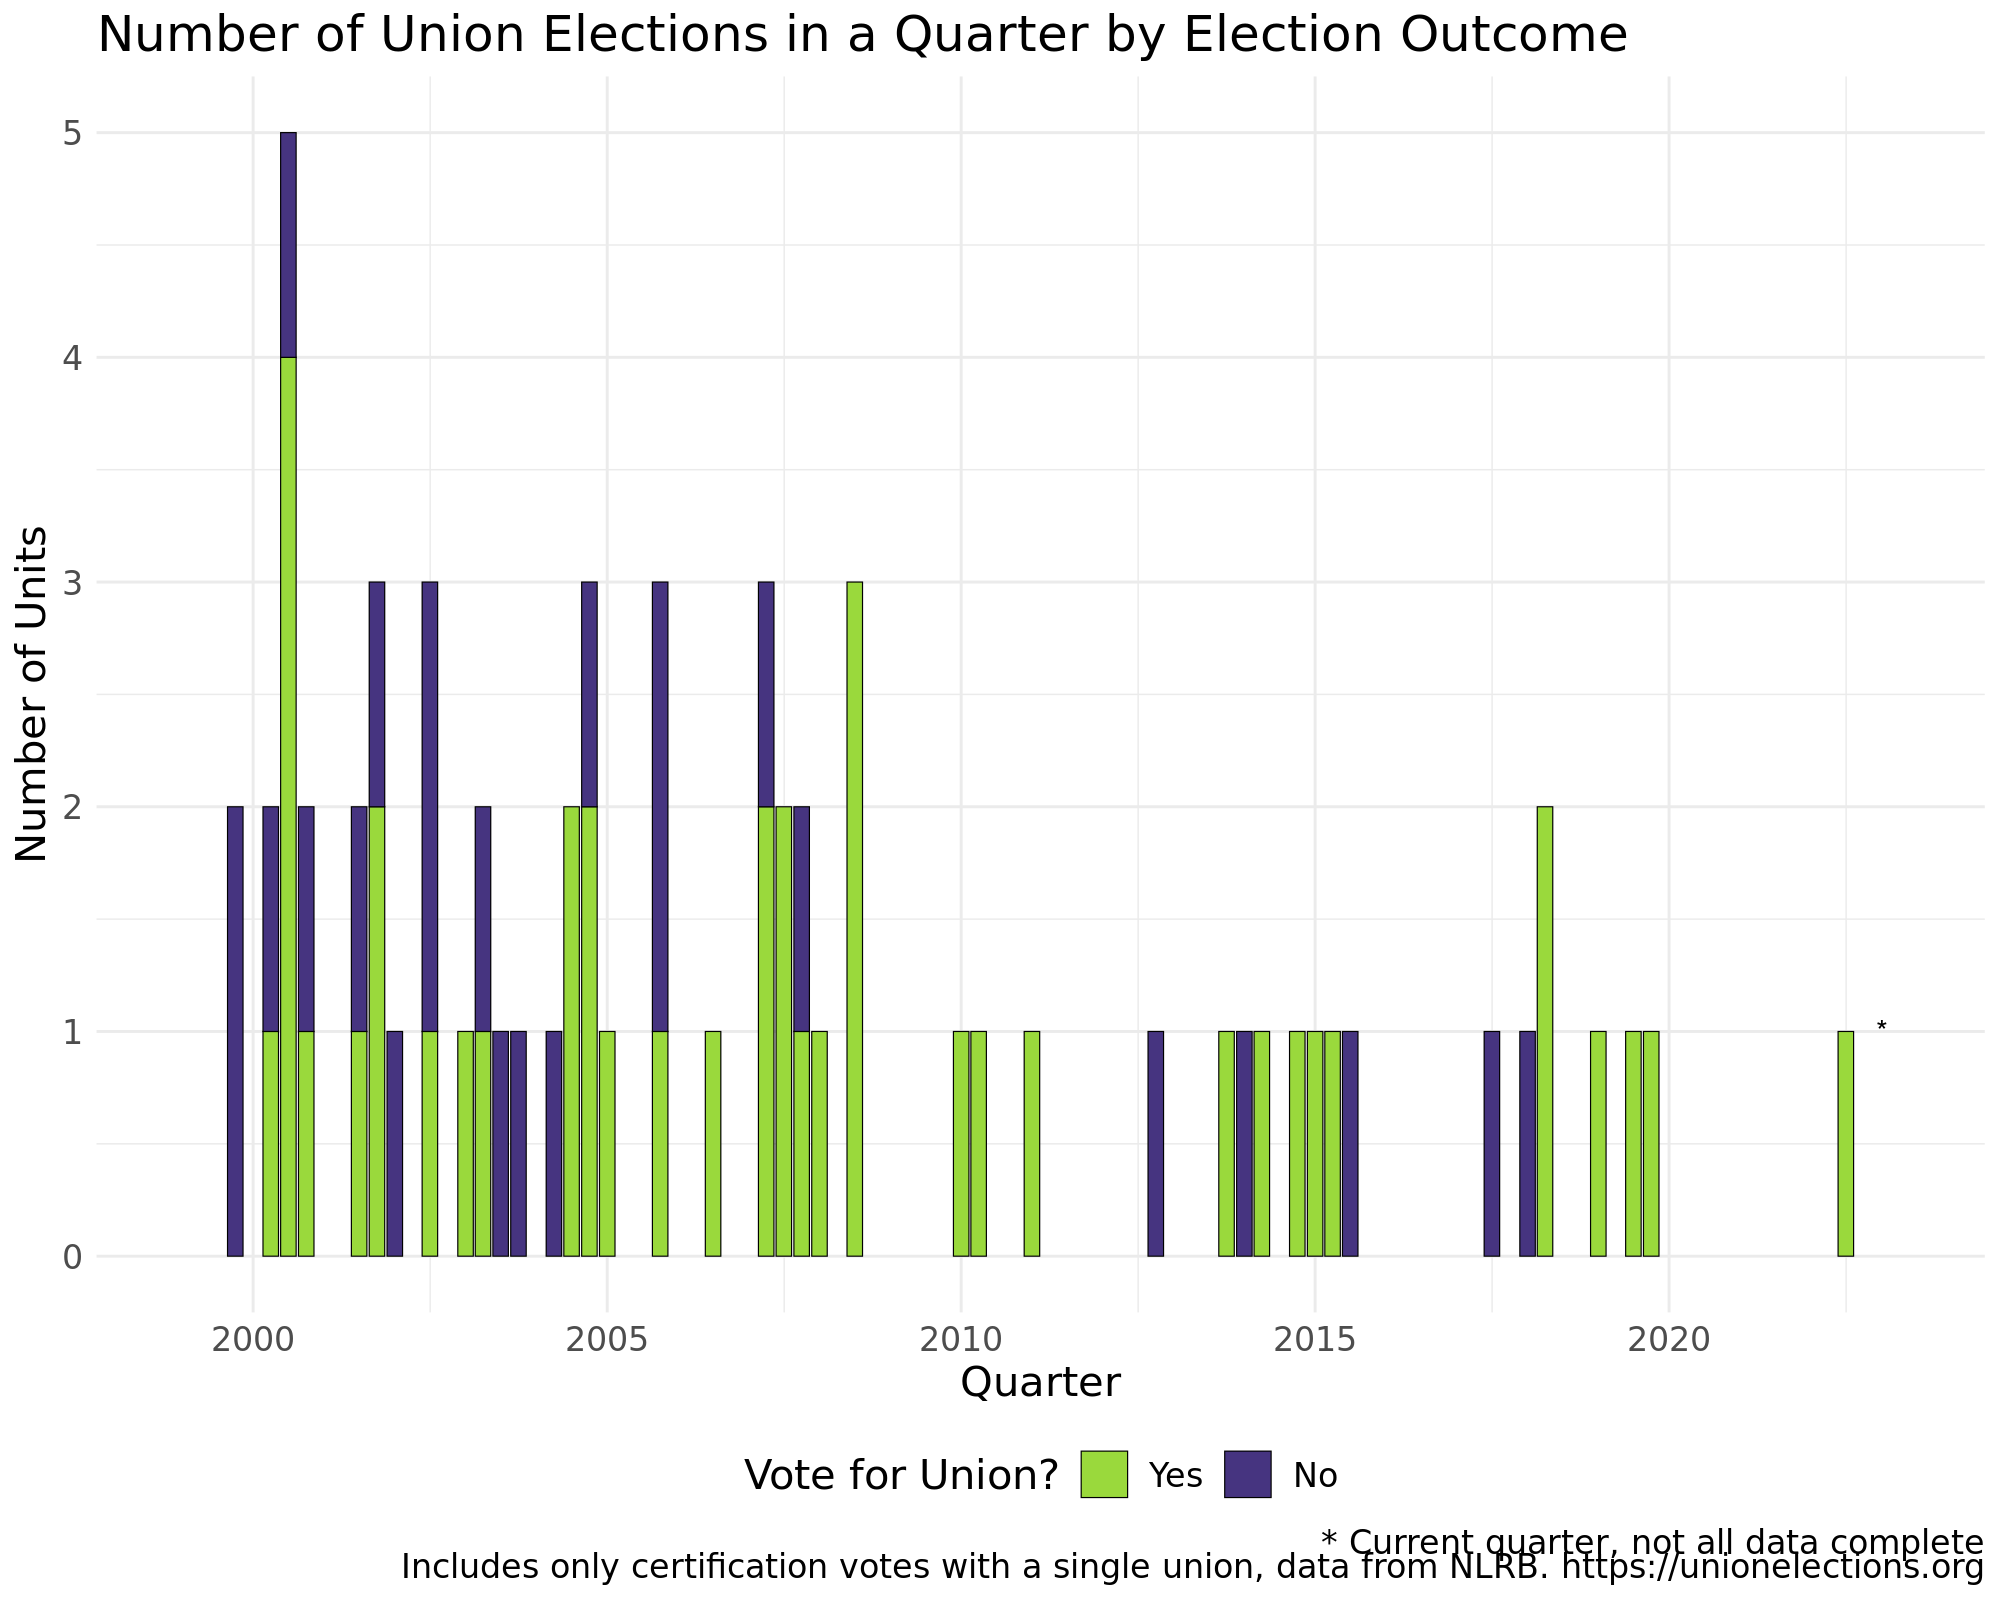 Number of Union Elections in a Quarter by Election Outcome
5
4
3
2
1
0
Number of Units
*
2000 2005 2010 2015 2020
Quarter
Vote for Union? Yes No
* Current quarter, not all data complete
Includes only certification votes with a single union, data from NLRB. https://unionelections.org